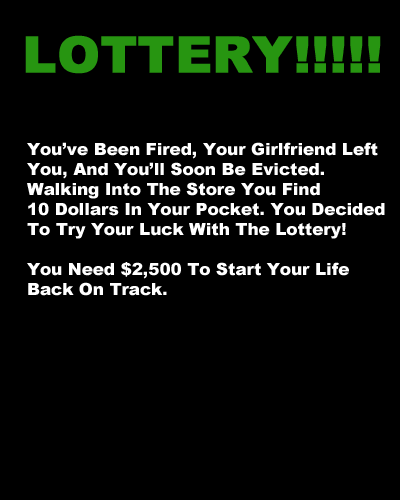 LOTTERY!!!!!
You’ve Been Fired, Your Girlfriend Left
You, And You’ll Soon Be Evicted.
Walking Into The Store You Find
10 Dollars In Your Pocket. You Decided
To Try Your Luck With The Lottery!
You Need $2,500 To Start Your Life
Back On Track.